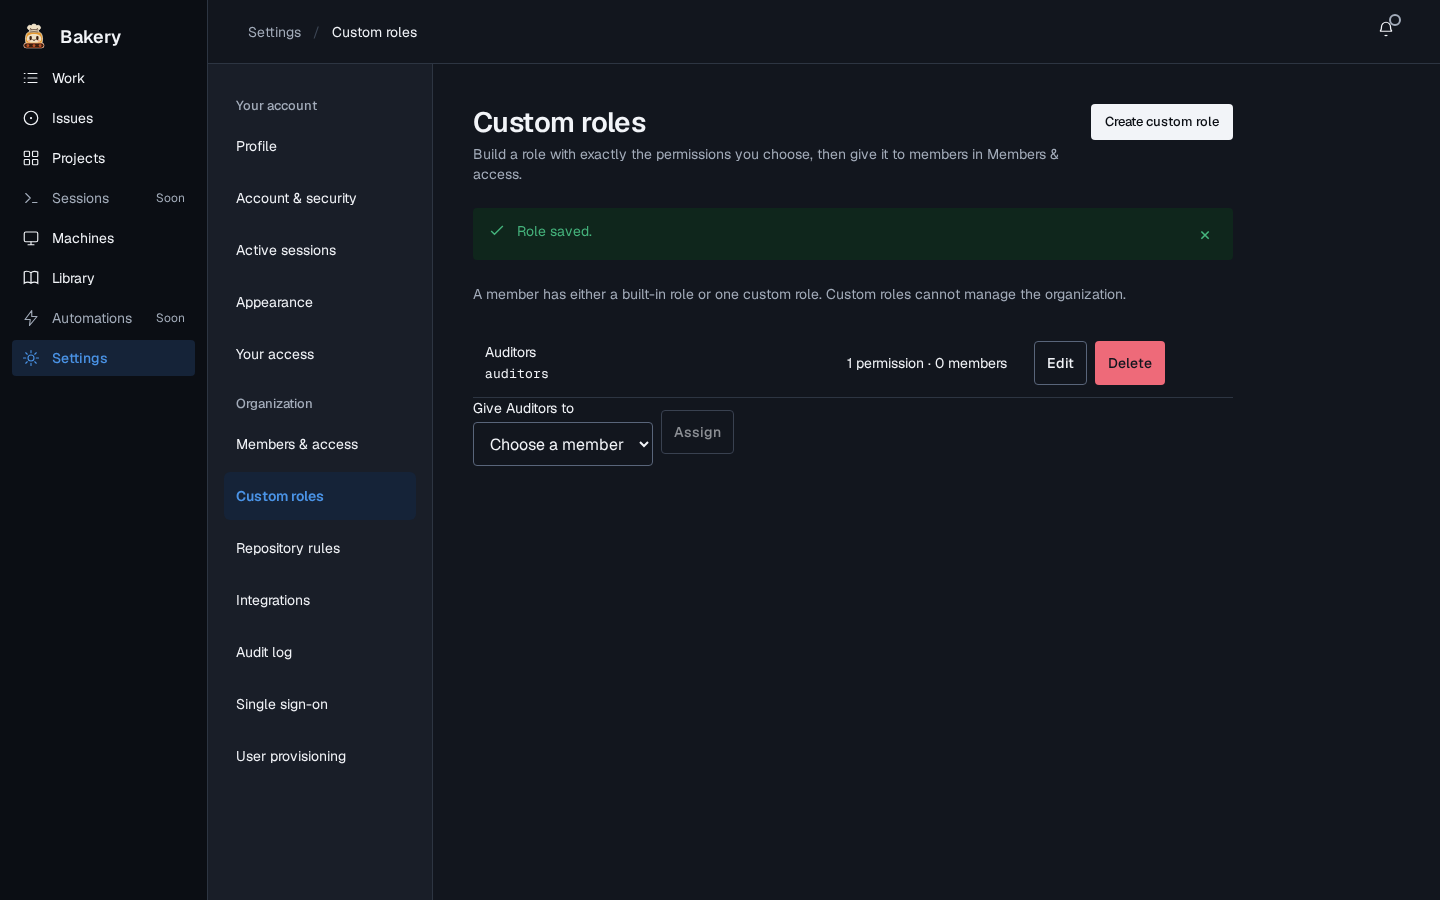 Bakery
Work
Issues
Projects
Sessions Soon
Machines
Library
Automations Soon
Settings
Settings / Custom roles
Your account
Profile
Account & security
Active sessions
Appearance
Your access
Organization
Members & access
Custom roles
Repository rules
Integrations
Audit log
Single sign-on
User provisioning
Custom roles
Create custom role
Build a role with exactly the permissions you choose, then give it to members in Members &
access.
Role saved.
A member has either a built-in role or one custom role. Custom roles cannot manage the organization.
Auditors
auditors
1 permission · 0 members
Edit
Delete
Give Auditors to
Choose a member
Assign